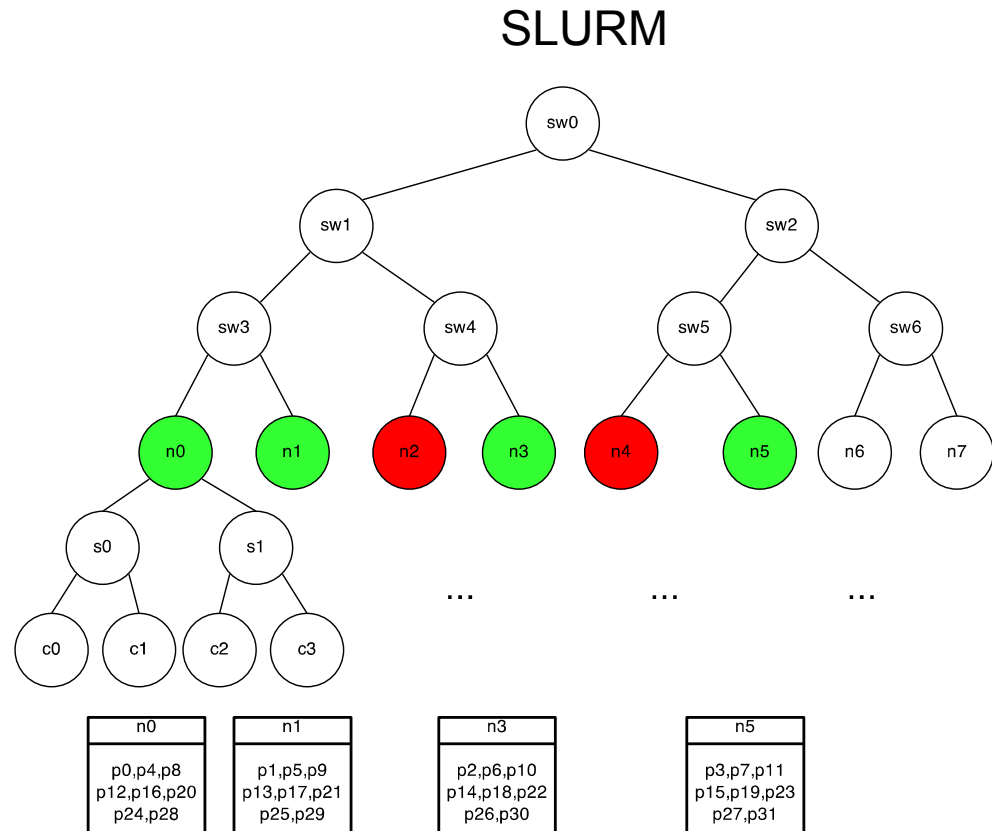 SLURM
sw0
sw1
sw2
sw3
sw4
sw5
sw6
n0
n1
n2
n3
n4
n5
n6
n7
s0
s1
...
...
...
c0
c1
c2
c3
n0
p0,p4,p8
p12,p16,p20
p24,p28
n1
p1,p5,p9
p13,p17,p21
p25,p29
n3
p2,p6,p10
p14,p18,p22
p26,p30
n5
p3,p7,p11
p15,p19,p23
p27,p31